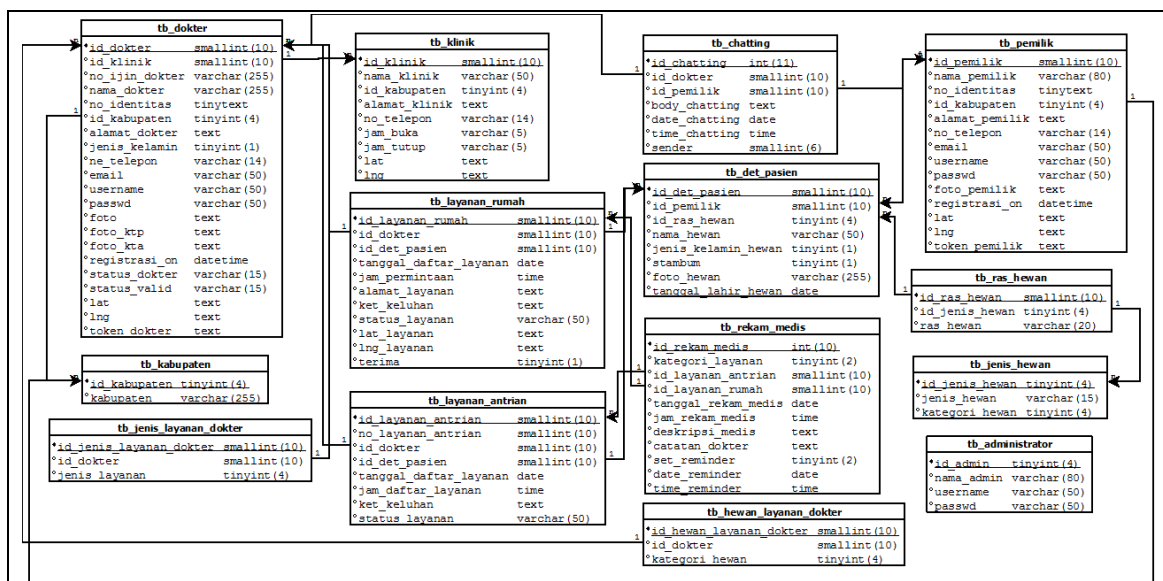 tb_dokter
id_dokter smallint(10)
id_klinik smallint(10)
no_ijin_dokter varchar(255)
nama_dokter varchar(255)
no_identitas tinytext
id_kabupaten tinyint(4)
alamat_dokter text
jenis_kelamin tinyint(1)
ne_telepon varchar(14)
email varchar(50)
username varchar(50)
passwd varchar(50)
foto text
foto_ktp text
foto_kta text
registrasi_on datetime
status_dokter varchar(15)
status_valid varchar(15)
lat text
lng text
token_dokter text
tb_klinik
id_klinik smallint(10)
nama_klinik varchar(50)
id_kabupaten tinyint(4)
alamat_klinik text
no_telepon varchar(14)
jam_buka varchar(5)
jam_tutup varchar(5)
lat text
lng text
tb_chatting
id_chatting int(11)
id_dokter smallint(10)
id_pemilik smallint(10)
body_chatting text
date_chatting date
time_chatting time
sender smallint(6)
tb_pemilik
id_pemilik smallint(10)
nama_pemilik varchar(80)
no_identitas tinytext
id_kabupaten tinyint(4)
alamat_pemilik text
no_telepon varchar(14)
email varchar(50)
username varchar(50)
passwd varchar(50)
foto_pemilik text
registrasi_on datetime
lat text
lng text
token_pemilik text
tb_layanan_rumah
id_layanan_rumah smallint(10)
id_dokter smallint(10)
id_det_pasien smallint(10)
tanggal_daftar_layanan date
jam_permintaan time
alamat_layanan text
ket_keluhan text
status_layanan varchar(50)
lat_layanan text
lng_layanan text
terima tinyint(1)
tb_det_pasien
id_det_pasien smallint(10)
id_pemilik smallint(10)
id_ras_hewan tinyint(4)
nama_hewan varchar(50)
jenis_kelamin_hewan tinyint(1)
stambum tinyint(1)
foto_hewan varchar(255)
tanggal_lahir_hewan date
tb_ras_hewan
id_ras_hewan smallint(10)
id_jenis_hewan tinyint(4)
ras_hewan varchar(20)
tb_kabupaten
id_kabupaten tinyint(4)
kabupaten varchar(255)
tb_rekam_medis
id_rekam_medis int(10)
kategori_layanan tinyint(2)
id_layanan_antrian smallint(10)
id_layanan_rumah smallint(10)
tanggal_rekam_medis date
jam_rekam_medis time
deskripsi_medis text
catatan_dokter text
set_reminder tinyint(2)
date_reminder date
time_reminder time
tb_jenis_hewan
id_jenis_hewan tinyint(4)
jenis_hewan varchar(15)
kategori_hewan tinyint(4)
tb_jenis_layanan_dokter
id_jenis_layanan_dokter smallint(10)
id_dokter smallint(10)
jenis_layanan tinyint(4)
tb_layanan_antrian
id_layanan_antrian smallint(10)
no_layanan_antrian smallint(10)
id_dokter smallint(10)
id_det_pasien smallint(10)
tanggal_daftar_layanan date
jam_daftar_layanan time
ket_keluhan text
status_layanan varchar(50)
tb_administrator
id_admin tinyint(4)
nama_admin varchar(80)
username varchar(50)
passwd varchar(50)
tb_hewan_layanan_dokter
id_hewan_layanan_dokter smallint(10)
id_dokter smallint(10)
kategori_hewan tinyint(4)